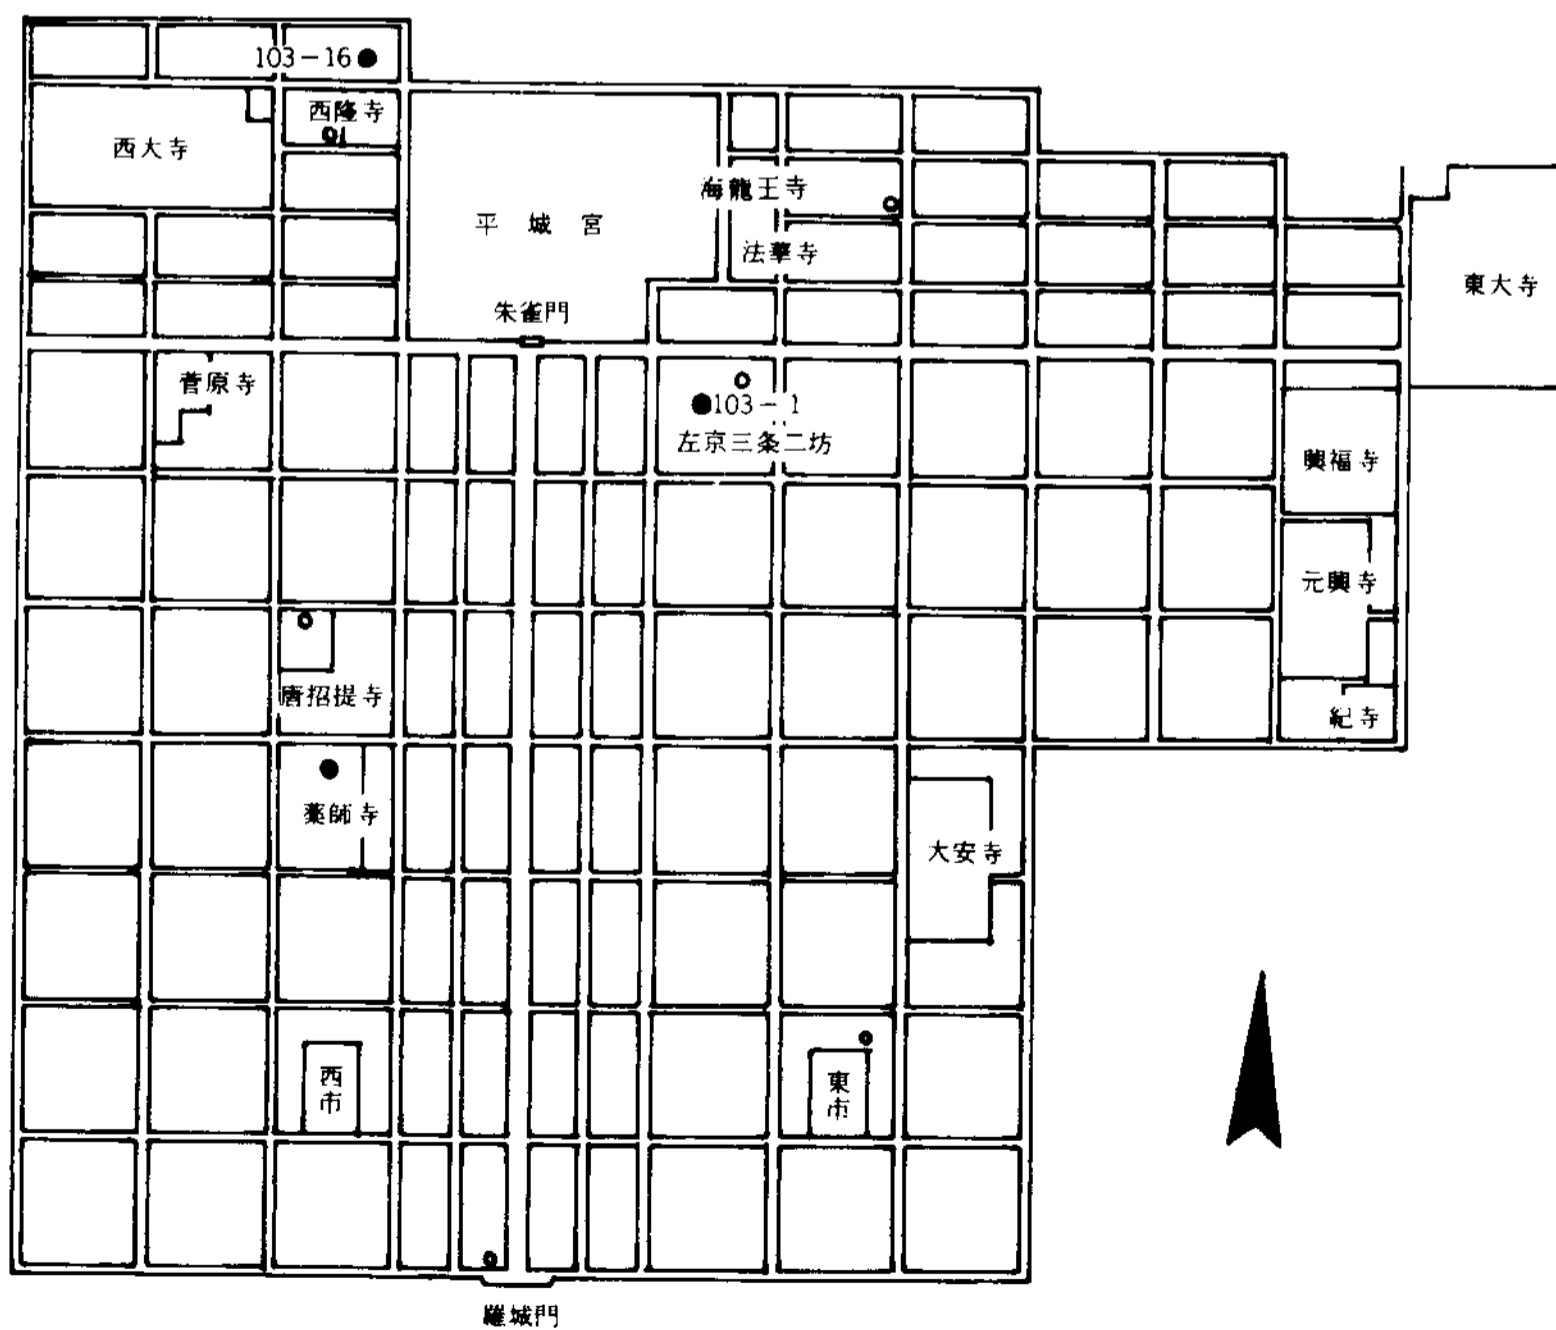 103-16
西隆寺
西大寺
海龍王寺
平城宮
法華寺
東大寺
朱雀門
菅原寺
103-1
左京三条二坊
興福寺
元興寺
唐招提寺
紀寺
薬師寺
大安寺
西市
東市
羅城門